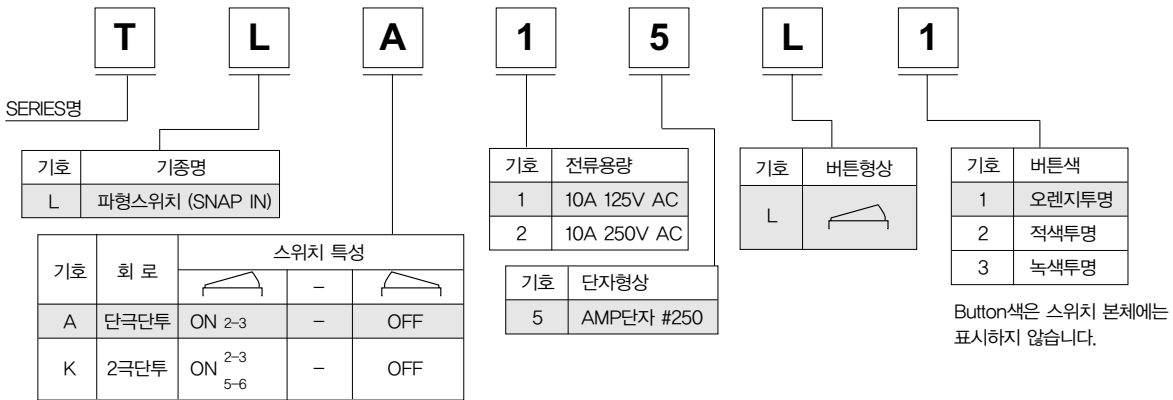 T L A 1 5 L 1
SERIES명
기호 기종명
L 파형스위치 (SNAP IN)
기호 회 로 스위치 특성
–
A 단극단투 ON 2-3 – OFF
K 2극단투 ON 2-3 5-6 – OFF
기호 전류용량
1 10A 125V AC
2 10A 250V AC
기호 단자형상
5 AMP단자 #250
기호 버튼형상
L
기호 버튼색
1 오렌지투명
2 적색투명
3 녹색투명
Button색은 스위치 본체에는
표시하지 않습니다.